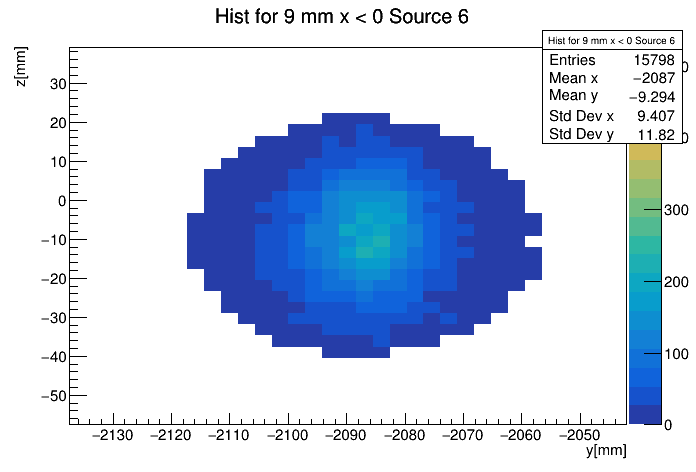 Hist for 9 mm x < 0 Source 6
Hist for 9 mm x < 0 Source 6
Entries 15798
Mean x −2087
Mean y −9.294
Std Dev x 9.407
Std Dev y 11.82
z[mm]
30
20
10
0
−10
−20
−30
−40
−50
−2130 −2120 −2110 −2100 −2090 −2080 −2070 −2060 −2050
y[mm]
300
200
100
0